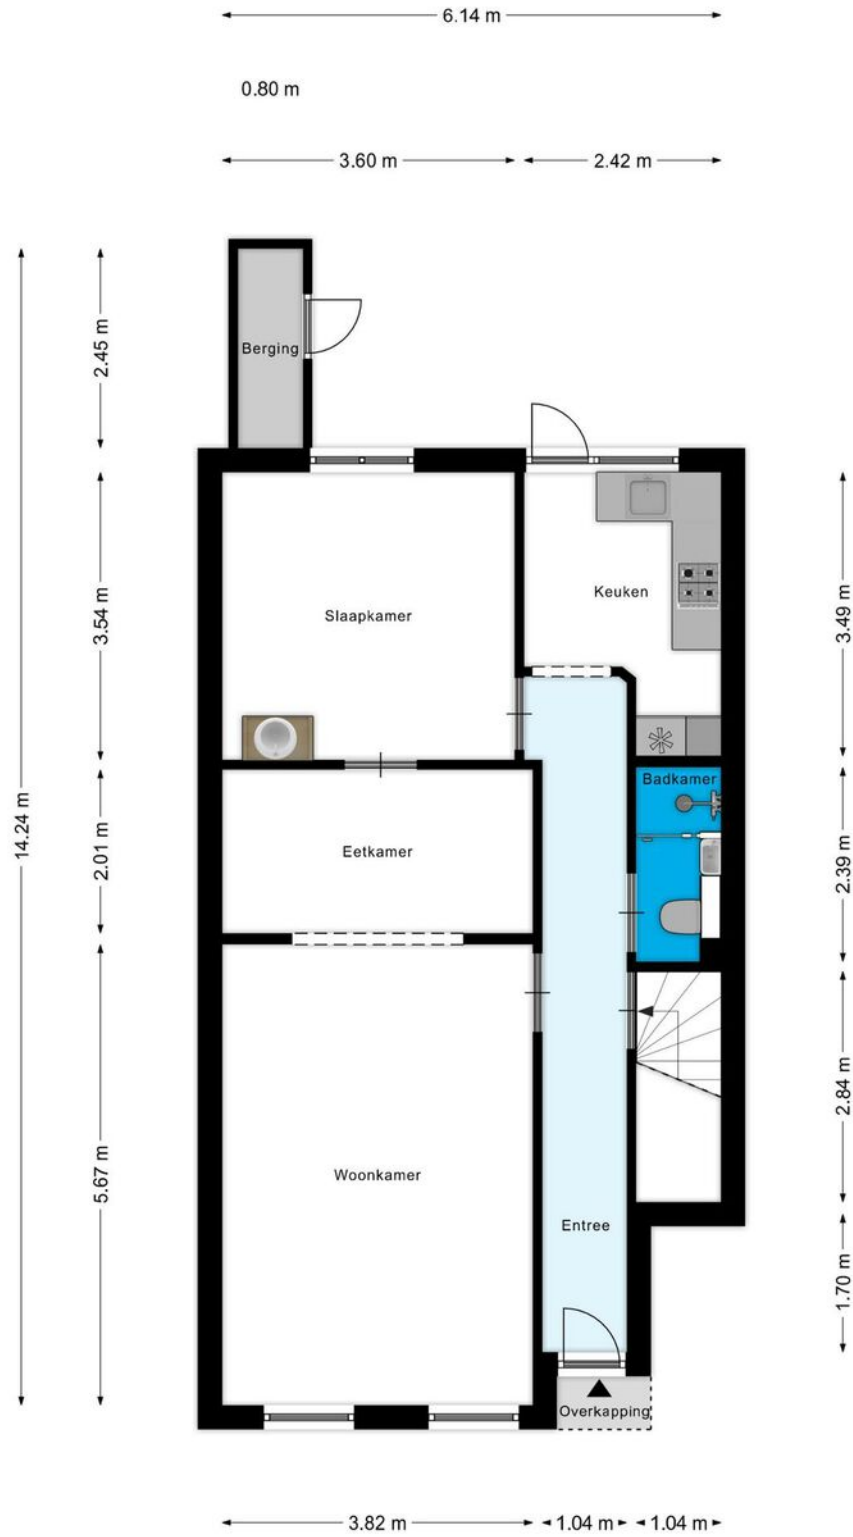 6.14 m
0.80 m
3.60 m
2.42 m
2.45 m
Berging
14.24 m
3.54 m
Slaapkamer
Keuken
3.49 m
Badkamer
2.01 m
Eetkamer
2.39 m
5.67 m
Woonkamer
Entree
2.84 m
1.70 m
Overkapping
3.82 m
1.04 m
1.04 m